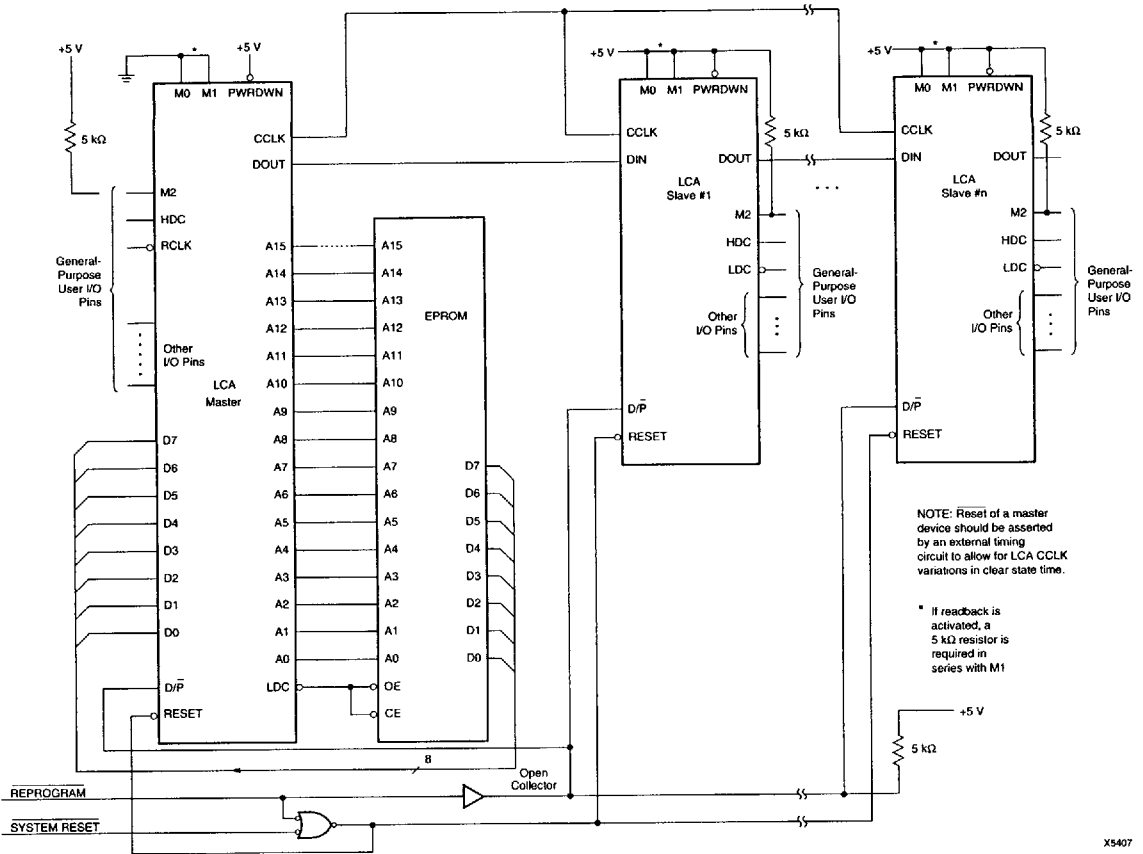 +5 V
*
+5 V
M0 M1 PWRDWN
5 kΩ
CCLK
DOUT
M2
HDC
RCLK
General-
Purpose
User I/O
Pins
Other
I/O Pins
LCA
Master
A15
A14
A13
A12
A11
A10
A9
A8
A7
A6
A5
A4
A3
A2
A1
A0
LDC
D7
D6
D5
D4
D3
D2
D1
D0
D/P̅
RESET
EPROM
A15
A14
A13
A12
A11
A10
A9
A8
A7
A6
A5
A4
A3
A2
A1
A0
OE
CE
D7
D6
D5
D4
D3
D2
D1
D0
8
+5 V
*
M0 M1 PWRDWN
5 kΩ
CCLK
DIN
DOUT
LCA
Slave #1
M2
HDC
LDC
General-
Purpose
User I/O
Pins
Other
I/O Pins
D/P̅
RESET
+5 V
*
M0 M1 PWRDWN
5 kΩ
CCLK
DIN
DOUT
LCA
Slave #n
M2
HDC
LDC
General-
Purpose
User I/O
Pins
Other
I/O Pins
D/P̅
RESET
NOTE: R̅e̅s̅e̅t̅ of a master
device should be asserted
by an external timing
circuit to allow for LCA CCLK
variations in clear state time.
* If readback is
activated, a
5 kΩ resistor is
required in
series with M1
+5 V
5 kΩ
Open
Collector
R̅E̅P̅R̅O̅G̅R̅A̅M̅
S̅Y̅S̅T̅E̅M̅ R̅E̅S̅E̅T̅
X5407